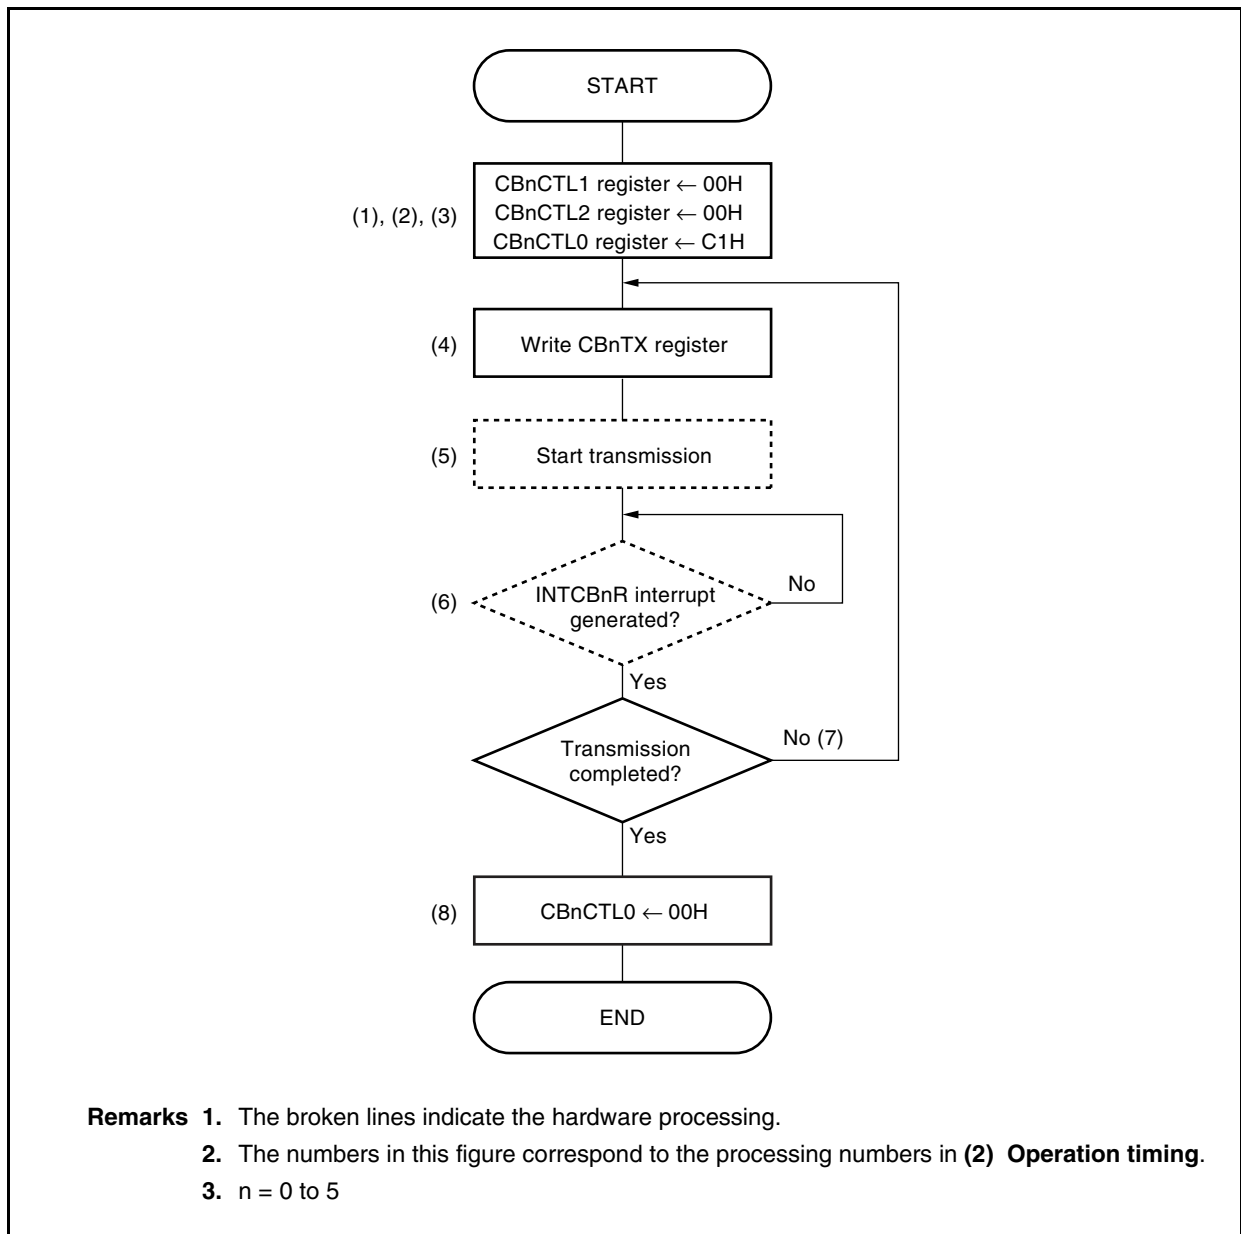 START
CBnCTL1 register ← 00H
(1), (2), (3)
CBnCTL2 register ← 00H
CBnCTL0 register ← C1H
(4)
Write CBnTX register
(5)
Start transmission
(6)
INTCBnR interrupt
generated?
No
Yes
Transmission
completed?
No (7)
Yes
(8)
CBnCTL0 ← 00H
END
Remarks 1. The broken lines indicate the hardware processing.
2. The numbers in this figure correspond to the processing numbers in (2) Operation timing.
3. n = 0 to 5